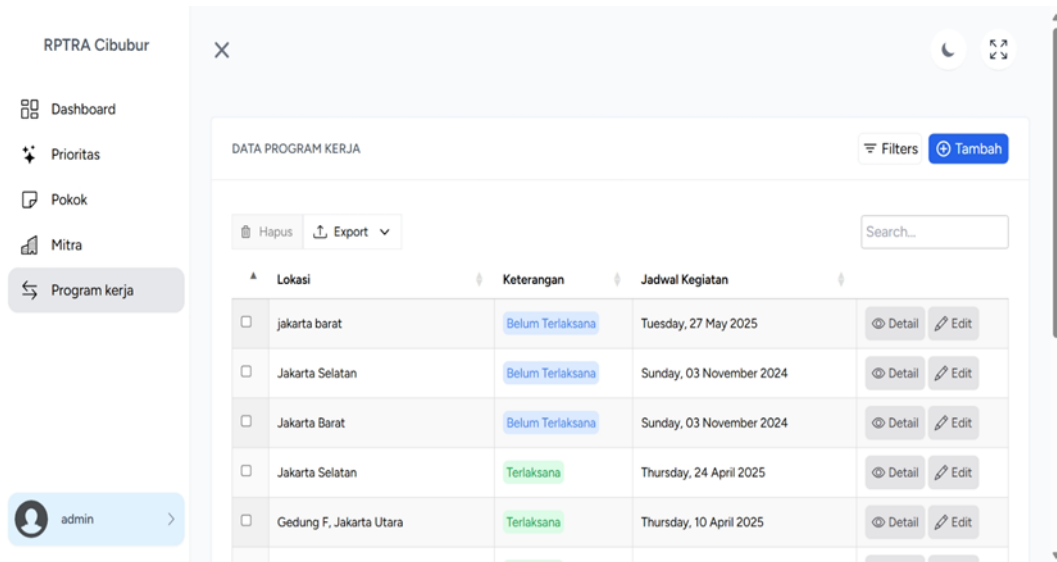 RPTRA Cibubur
Dashboard
Prioritas
Pokok
Mitra
Program kerja
admin
DATA PROGRAM KERJA
Filters
Tambah
Hapus
Export
Search...
Lokasi Keterangan Jadwal Kegiatan
jakarta barat Belum Terlaksana Tuesday, 27 May 2025 Detail Edit
Jakarta Selatan Belum Terlaksana Sunday, 03 November 2024 Detail Edit
Jakarta Barat Belum Terlaksana Sunday, 03 November 2024 Detail Edit
Jakarta Selatan Terlaksana Thursday, 24 April 2025 Detail Edit
Gedung F, Jakarta Utara Terlaksana Thursday, 10 April 2025 Detail Edit